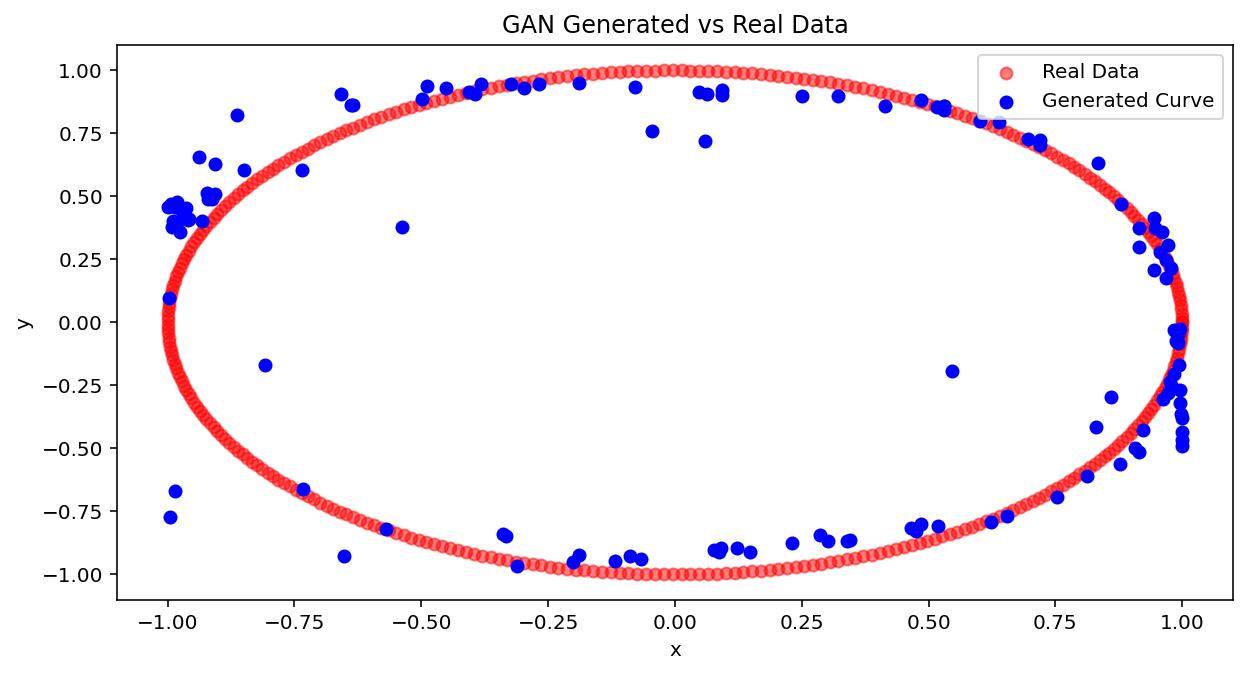 GAN Generated vs Real Data
Real Data
Generated Curve
1.00
0.75
0.50
0.25
0.00
−0.25
−0.50
−0.75
−1.00
y
−1.00 −0.75 −0.50 −0.25 0.00 0.25 0.50 0.75 1.00
x